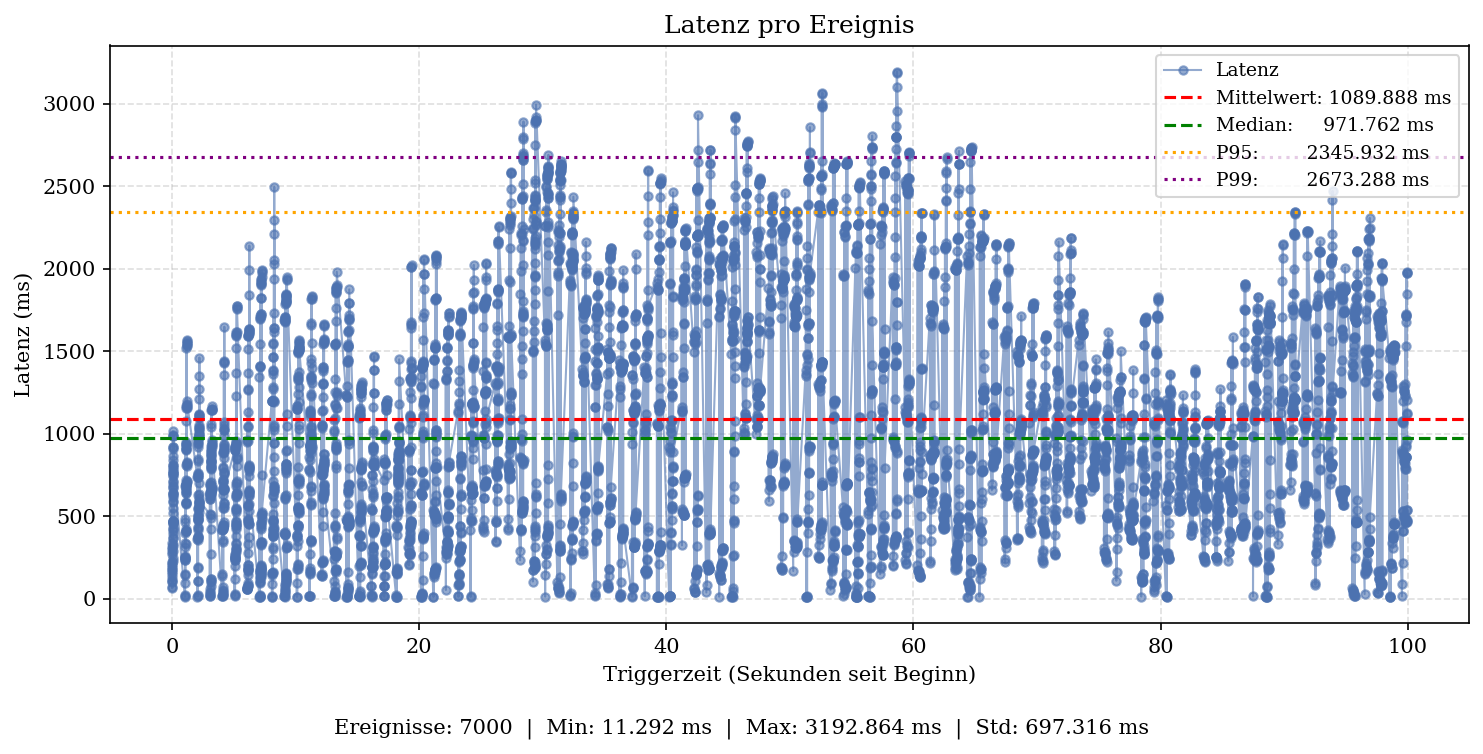 Latenz pro Ereignis
Latenz (ms)
3000
2500
2000
1500
1000
500
0
Latenz
Mittelwert: 1089.888 ms
Median: 971.762 ms
P95: 2345.932 ms
P99: 2673.288 ms
0 20 40 60 80 100
Triggerzeit (Sekunden seit Beginn)
Ereignisse: 7000 | Min: 11.292 ms | Max: 3192.864 ms | Std: 697.316 ms